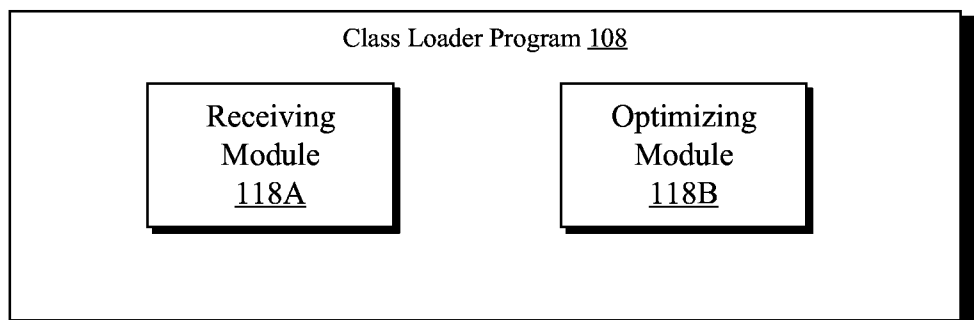 Class Loader Program 108
Receiving
Module
118A
Optimizing
Module
118B